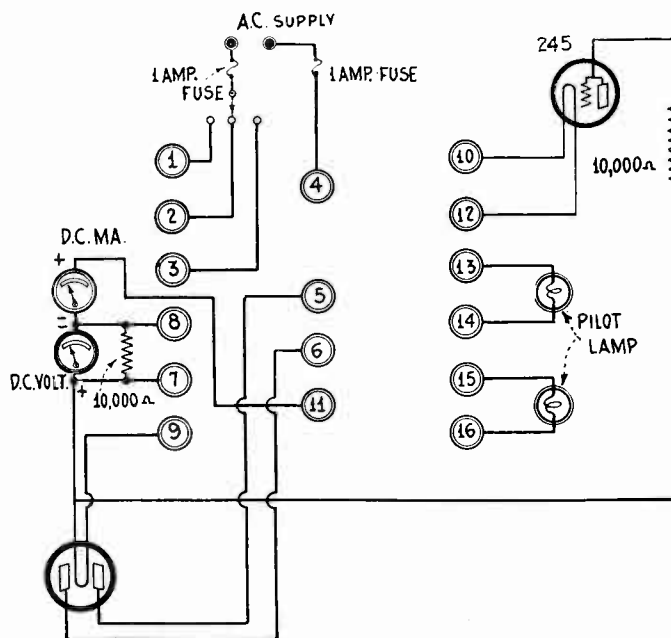 A.C. SUPPLY
1 AMP. FUSE
1 AMP. FUSE
245
10,000Ω
1
2
3
4
10
12
D.C. MA.
+
-
-
D.C. VOLT.
+
10,000Ω
8
7
9
5
6
11
13
14
PILOT LAMP
15
16